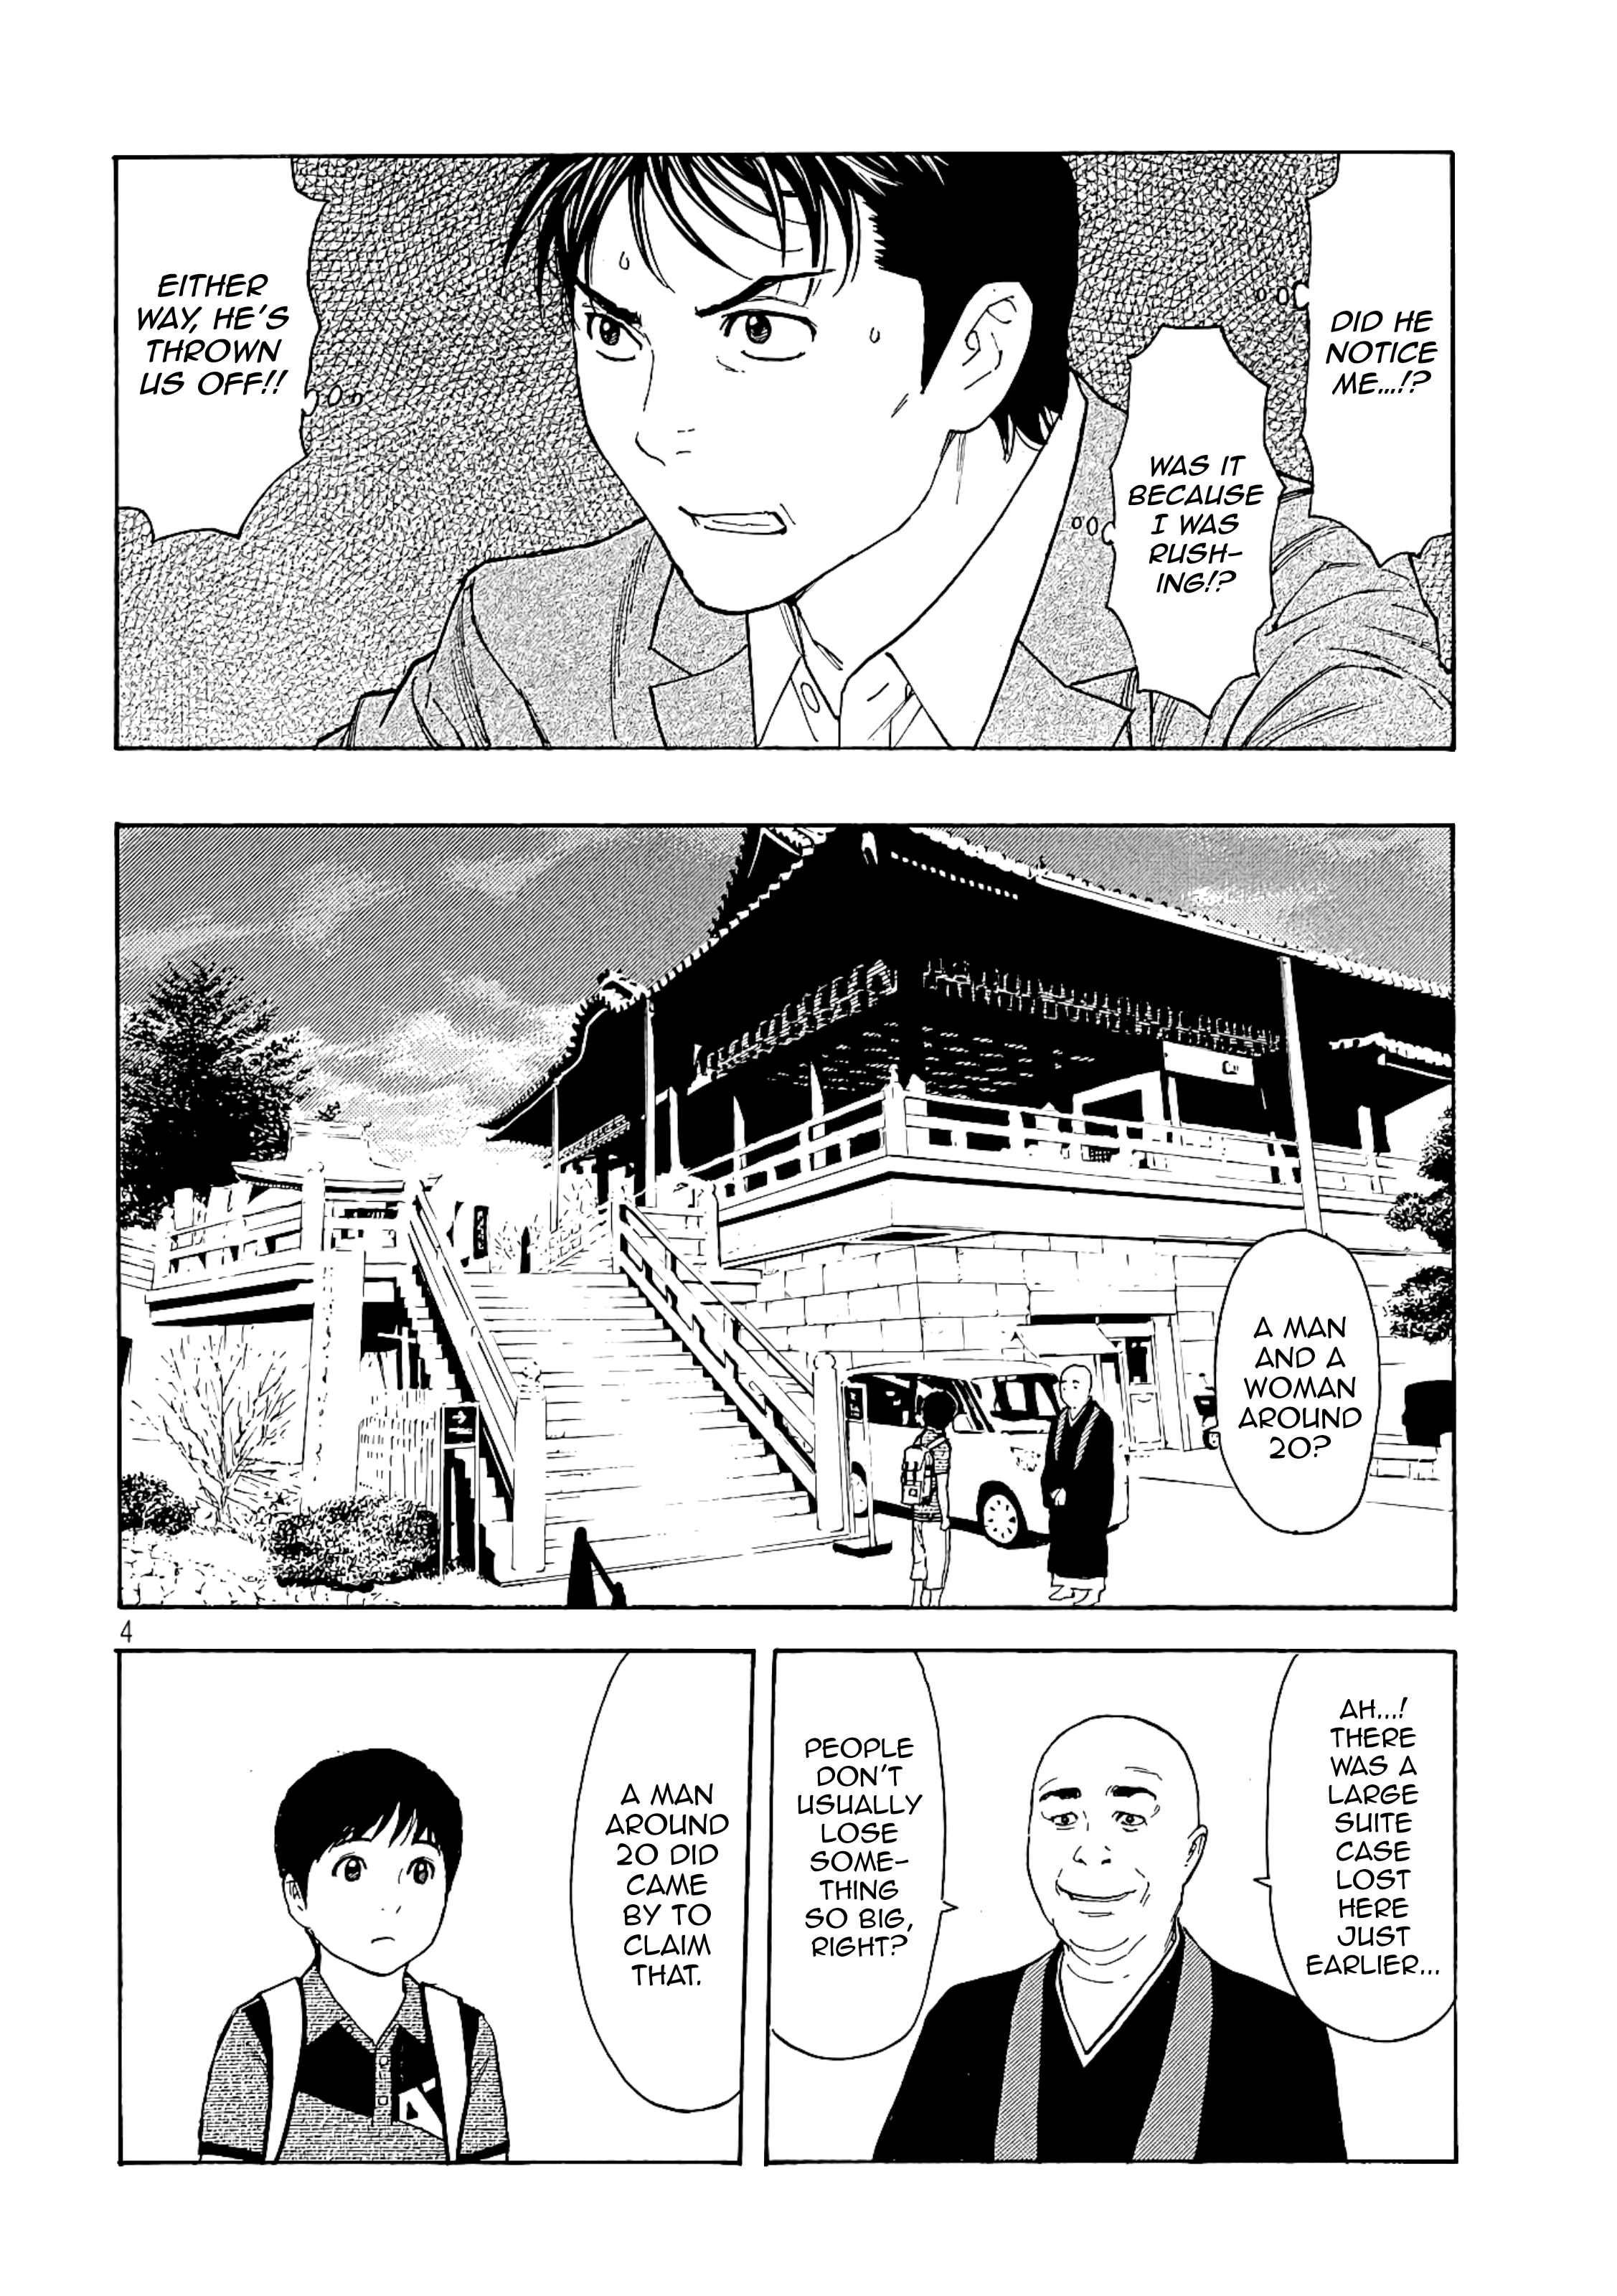 DID HE
NOTICE
ME...!?
WAS IT
BECAUSE
I WAS
RUSH-
ING!?
EITHER
WAY, HE'S
THROWN
US OFF!!
A MAN
AND A
WOMAN
AROUND
20?
4
AH...!
THERE
WAS A
LARGE
SUITE
CASE
LOST
HERE
JUST
EARLIER...
PEOPLE
DON'T
USUALLY
LOSE
SOME-
THING
SO BIG,
RIGHT?
A MAN
AROUND
20 DID
CAME
BY TO
CLAIM
THAT.